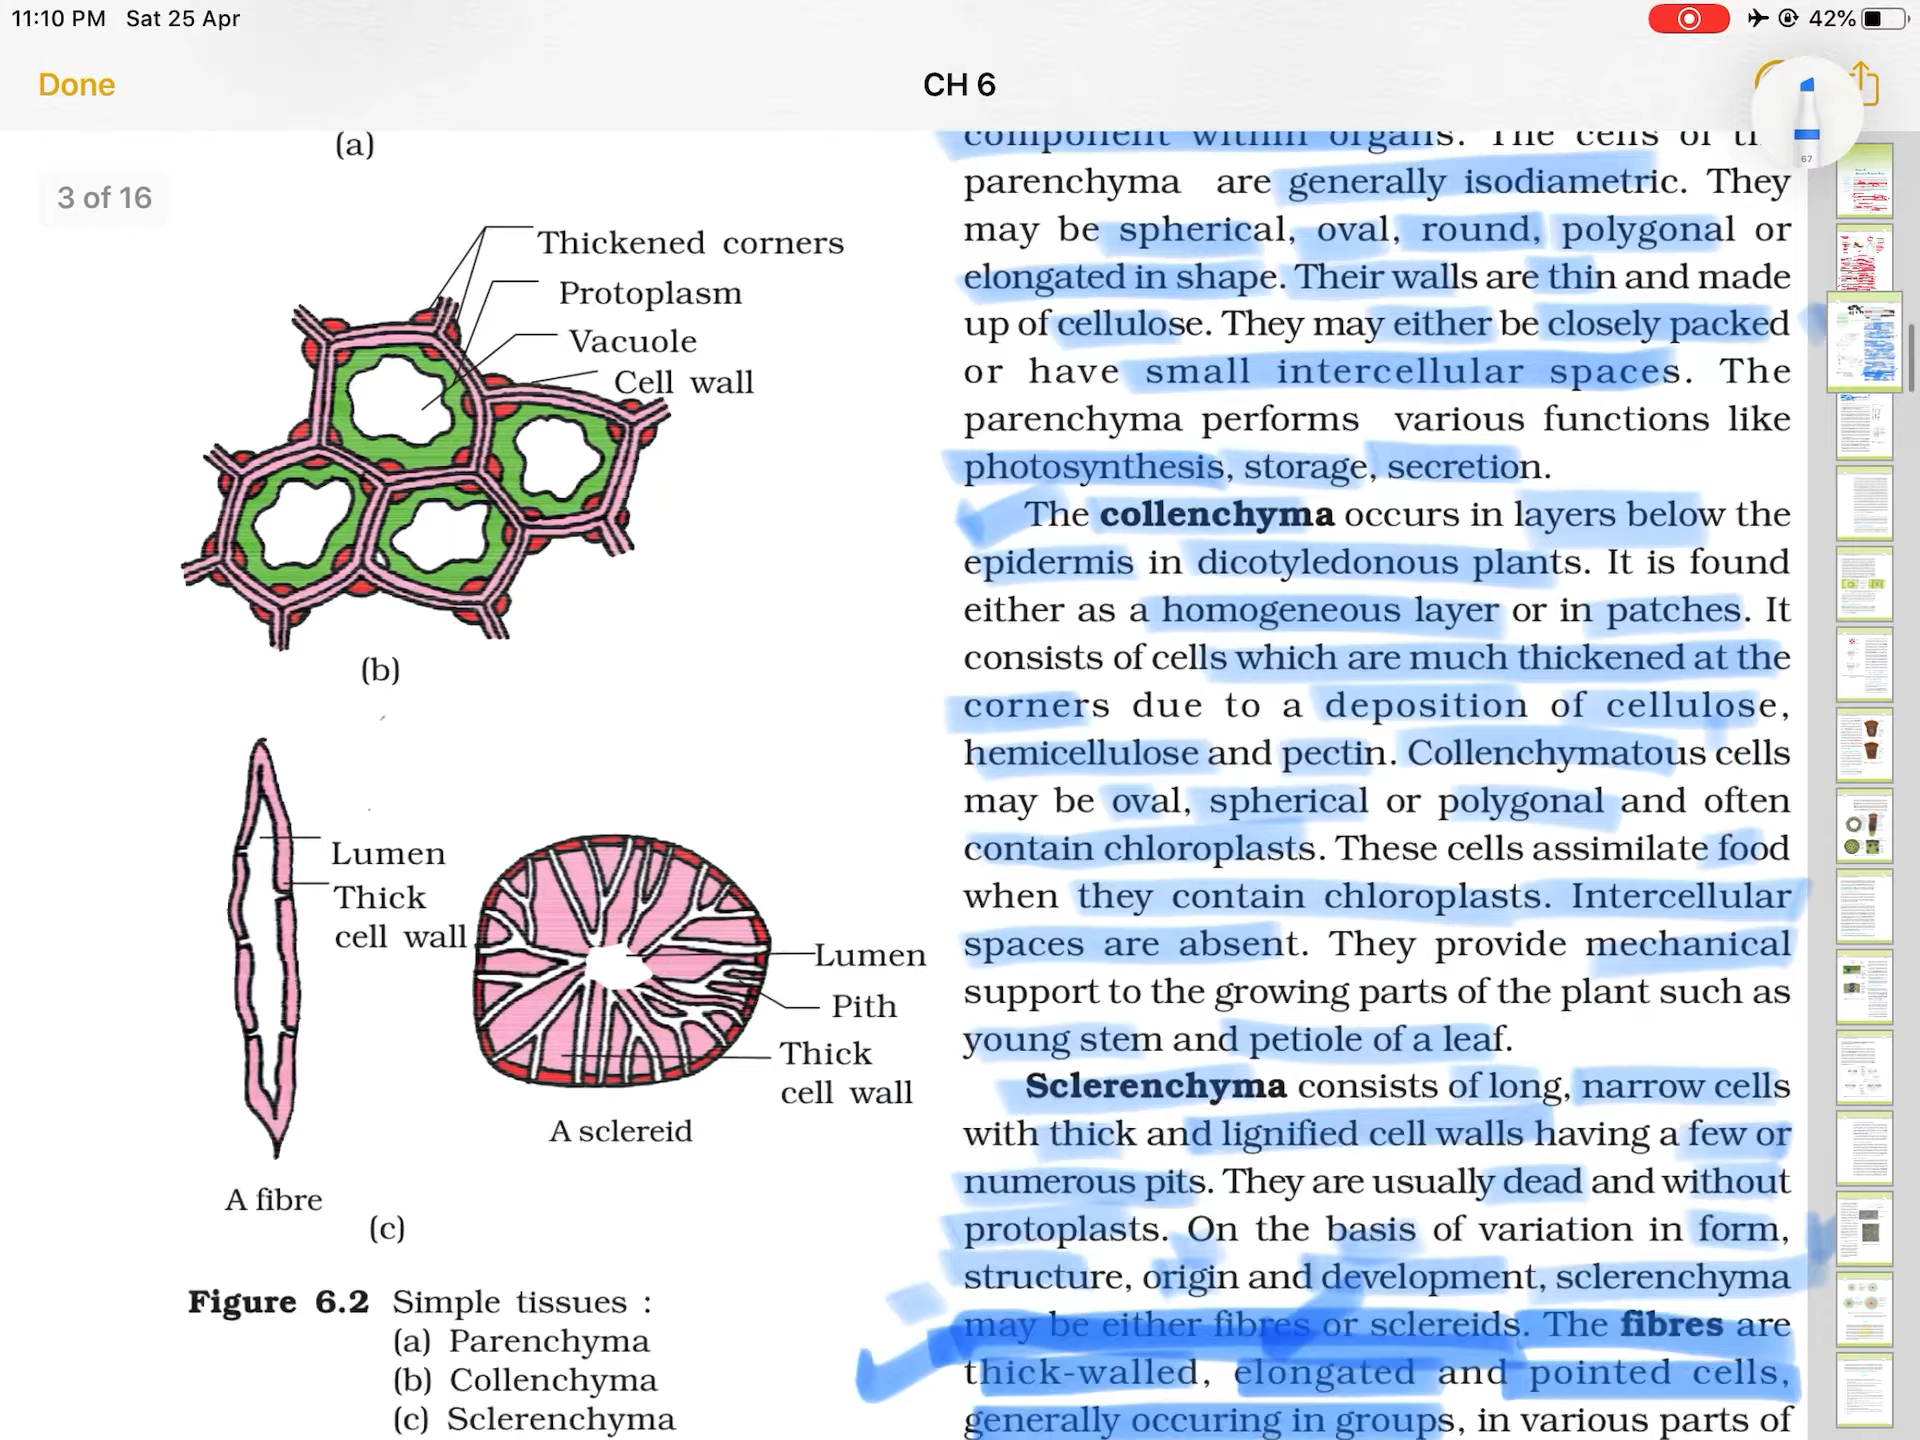 11:10 PM Sat 25 Apr
42%
Done
CH 6
67
3 of 16
(a)
Thickened corners
Protoplasm
Vacuole
Cell wall
(b)
Lumen
Thick
cell wall
A fibre
Lumen
Pith
Thick
cell wall
A sclereid
(c)
Figure 6.2 Simple tissues :
(a) Parenchyma
(b) Collenchyma
(c) Sclerenchyma
component within organs. The cells of
parenchyma are generally isodiametric. They
may be spherical, oval, round, polygonal or
elongated in shape. Their walls are thin and made
up of cellulose. They may either be closely packed
or have small intercellular spaces. The
parenchyma performs various functions like
photosynthesis, storage, secretion.
The collenchyma occurs in layers below the
epidermis in dicotyledonous plants. It is found
either as a homogeneous layer or in patches. It
consists of cells which are much thickened at the
corners due to a deposition of cellulose,
hemicellulose and pectin. Collenchymatous cells
may be oval, spherical or polygonal and often
contain chloroplasts. These cells assimilate food
when they contain chloroplasts. Intercellular
spaces are absent. They provide mechanical
support to the growing parts of the plant such as
young stem and petiole of a leaf.
Sclerenchyma consists of long, narrow cells
with thick and lignified cell walls having a few or
numerous pits. They are usually dead and without
protoplasts. On the basis of variation in form,
structure, origin and development, sclerenchyma
may be either fibres or sclereids. The fibres are
thick-walled, elongated and pointed cells,
generally occuring in groups, in various parts of